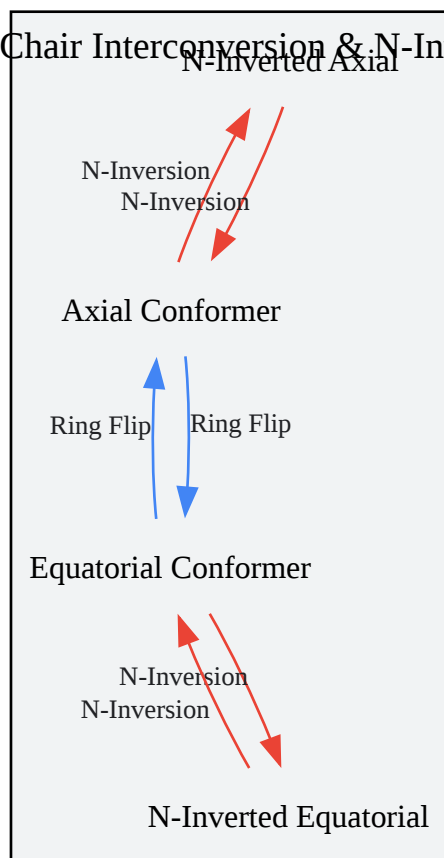 Chair Interconversion & N-In
N-Inverted Axial
N-Inversion
N-Inversion
Axial Conformer
Ring Flip
Ring Flip
Equatorial Conformer
N-Inversion
N-Inversion
N-Inverted Equatorial